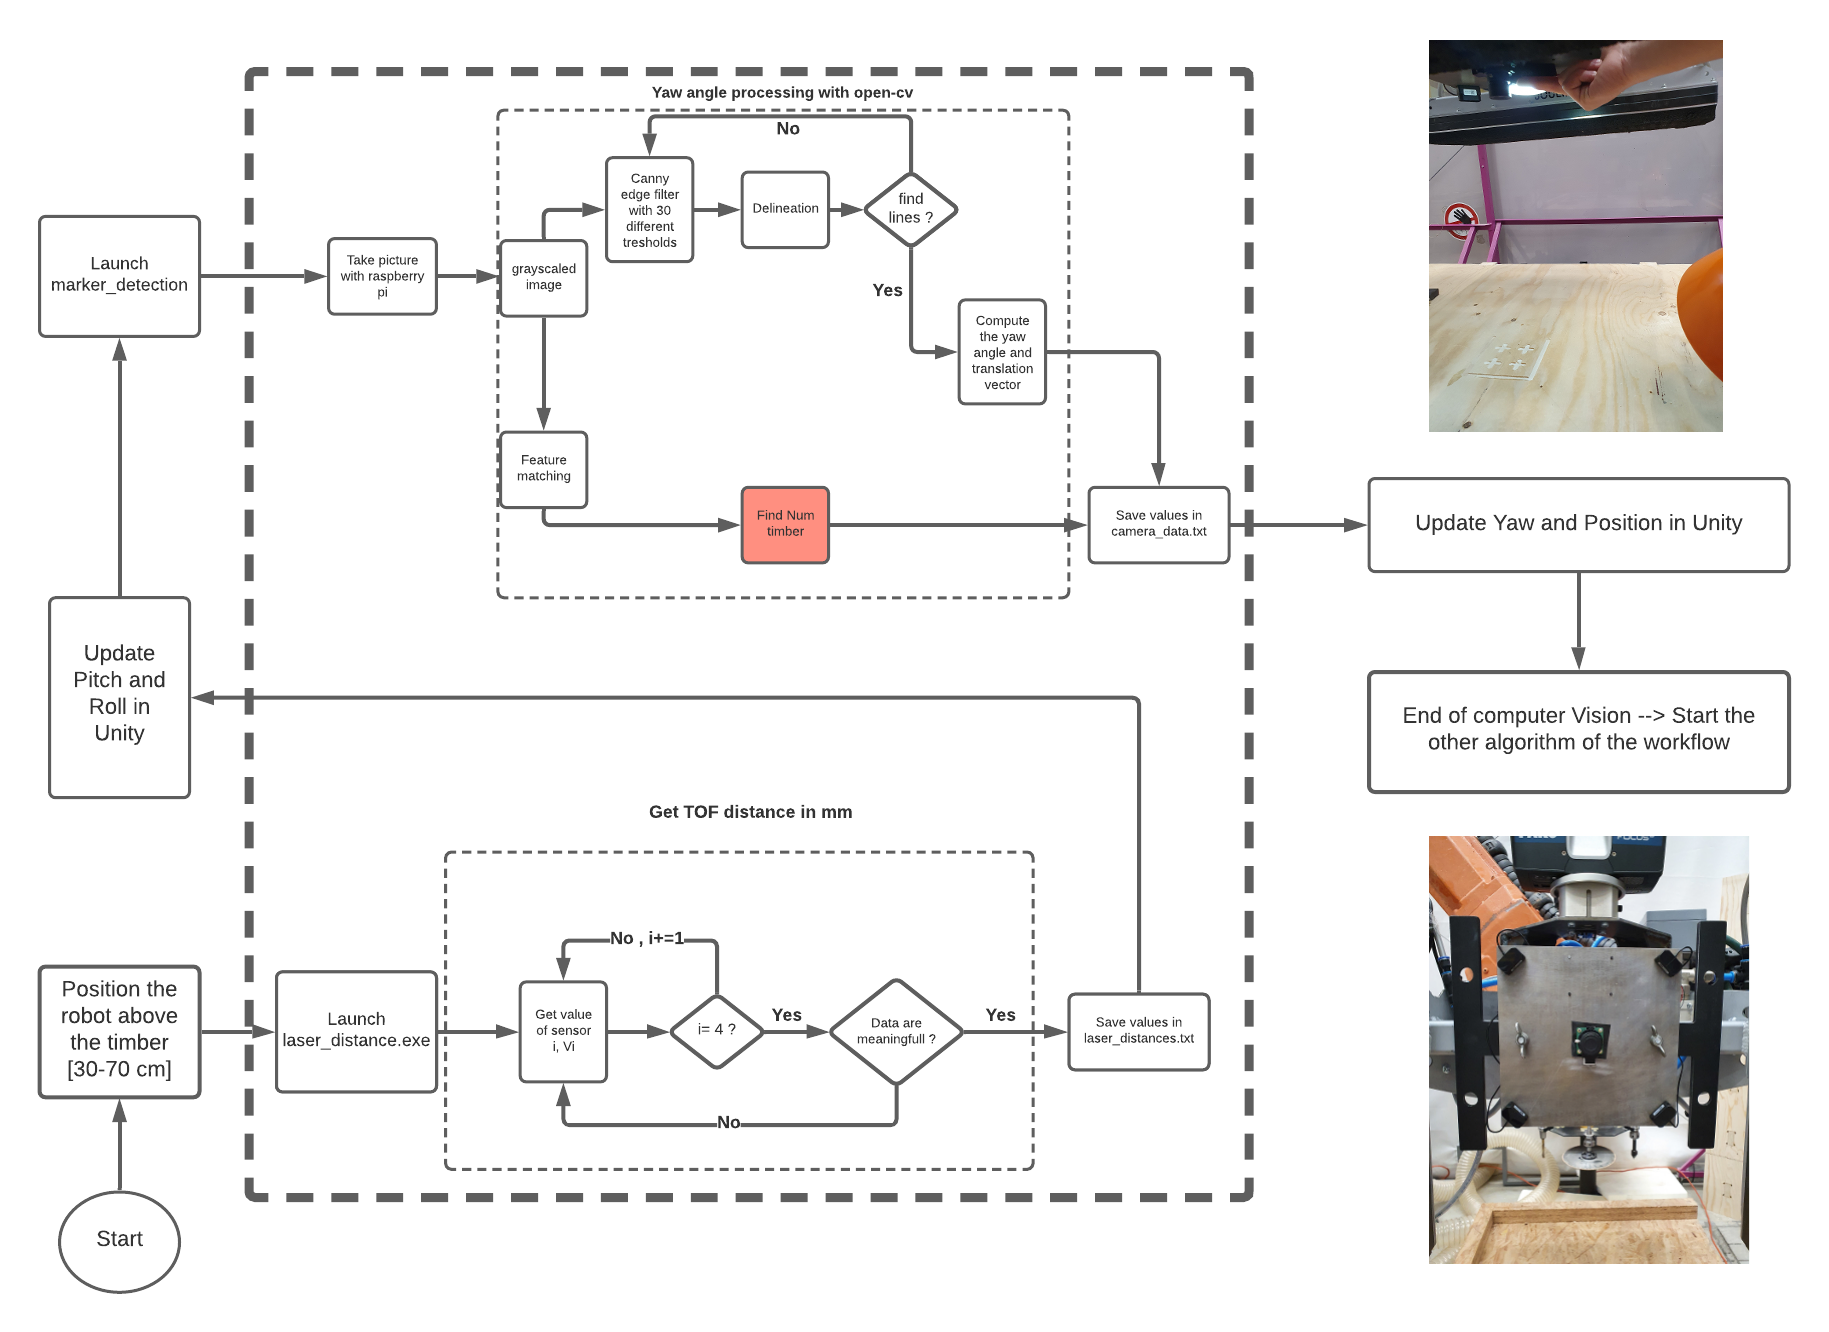 Yaw angle processing with open-cv
No
Canny
edge filter
with 30
different
tresholds
Delineation
find
lines ?
Launch
marker_detection
Take picture
with raspberry
pi
grayscaled
image
Yes
Compute
the yaw
angle and
translation
vector
Feature
matching
Find Num
timber
Save values in
camera_data.txt
Update Yaw and Position in Unity
Update
Pitch and
Roll in
Unity
End of computer Vision --> Start the
other algorithm of the workflow
Get TOF distance in mm
No , i+=1
Position the
robot above
the timber
[30-70 cm]
Launch
laser_distance.exe
Get value
of sensor
i, Vi
i= 4 ?
Yes
Data are
meaningfull ?
Yes
Save values in
laser_distances.txt
No
Start